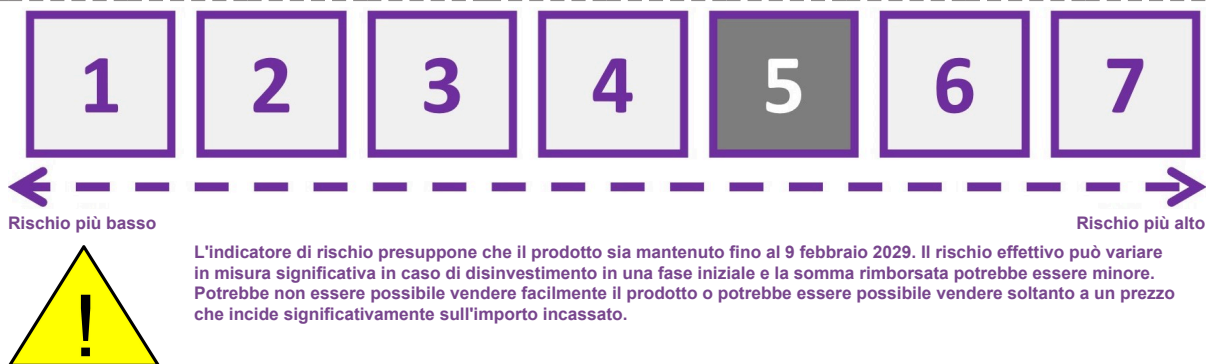 1 2 3 4 5 6 7
Rischio più basso Rischio più alto
L'indicatore di rischio presuppone che il prodotto sia mantenuto fino al 9 febbraio 2029. Il rischio effettivo può variare
in misura significativa in caso di disinvestimento in una fase iniziale e la somma rimborsata potrebbe essere minore.
Potrebbe non essere possibile vendere facilmente il prodotto o potrebbe essere possibile vendere soltanto a un prezzo
che incide significativamente sull'importo incassato.
!